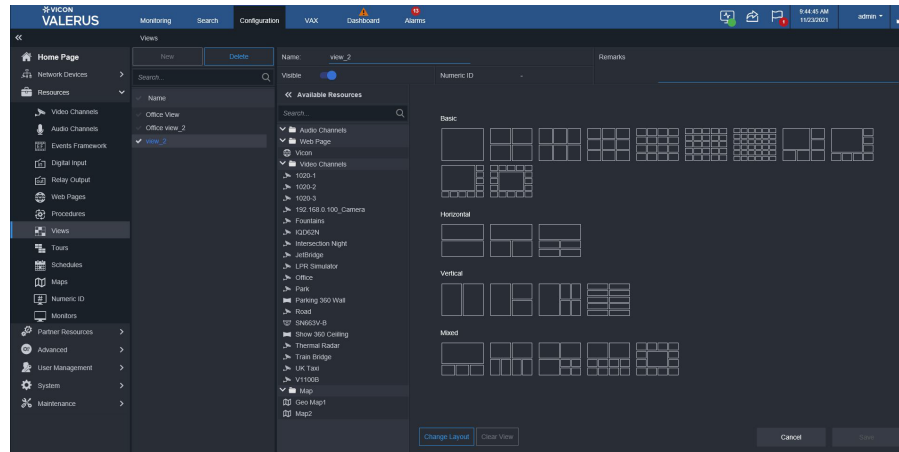 VICON
VALERUS
Monitoring
Search
Configuration
VAX
Dashboard
13
Alarms
9:44:45 AM
11/23/2021
admin
Views
Home Page
Network Devices
Resources
Video Channels
Audio Channels
Events Framework
Digital Input
Relay Output
Web Pages
Procedures
Views
Tours
Schedules
Maps
Numeric ID
Monitors
Partner Resources
Advanced
User Management
System
Maintenance
New
Delete
Search...
Name
Office View
Office view_2
view_2
Name:
view_2
Remarks
Visible
Numeric ID
-
Available Resources
Search...
Audio Channels
Web Page
Vicon
Video Channels
1020-1
1020-2
1020-3
192.168.0.100_Camera
Fountains
IQD62N
Intersection Night
JetBridge
LPR Simulator
Office
Park
Parking 360 Wall
Road
SN663V-B
Show 360 Ceiling
Thermal Radar
Train Bridge
UK Taxi
V1100B
Map
Geo Map1
Map2
Basic
Horizontal
Vertical
Mixed
Change Layout
Clear View
Cancel
Save